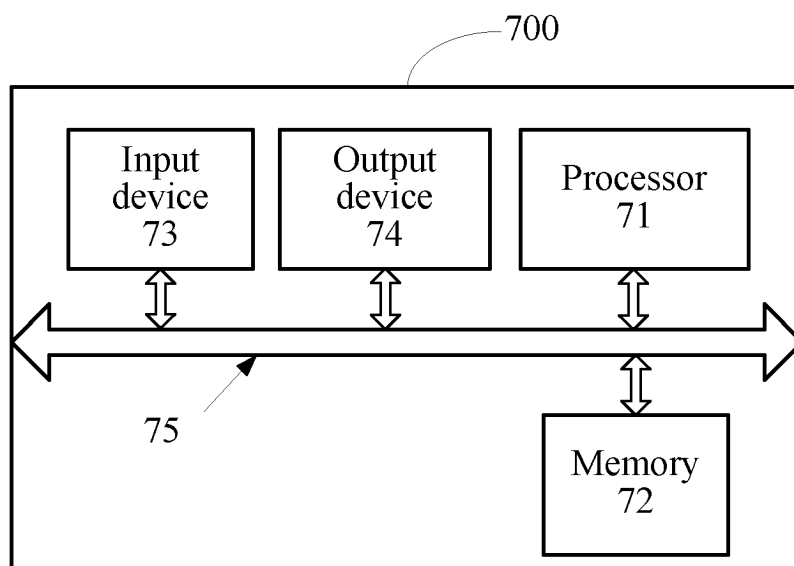 700
Input
device
73
Output
device
74
Processor
71
75
Memory
72